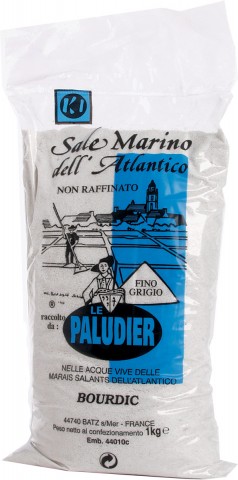 KI
Sale Marino
dell'Atlantico
NON RAFFINATO
FINO
GRIGIO
®
raccolto
da :
LE
PALUDIER
NELLE ACQUE VIVE DELLE
MARAIS SALANTS DELL'ATLANTICO
BOURDIC
44740 BATZ s/Mer - FRANCE
Peso netto al confezionamento 1kg e
Emb. 44010c